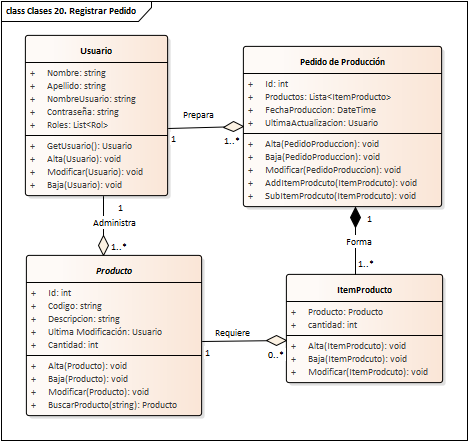 class Clases 20. Registrar Pedido
Usuario
+ Nombre: string
+ Apellido: string
+ NombreUsuario: string
+ Contraseña: string
+ Roles: List<Rol>
+ GetUsuario(): Usuario
+ Alta(Usuario): void
+ Modificar(Usuario): void
+ Baja(Usuario): void
Prepara
1
1..*
Pedido de Producción
+ Id: int
+ Productos: Lista<ItemProducto>
+ FechaProduccion: DateTime
+ UltimaActualizacion: Usuario
+ Alta(PedidoProduccion): void
+ Baja(PedidoProduccion): void
+ Modificar(PedidoProduccion): void
+ AddItemProdcuto(ItemProducto): void
+ SubItemProdcuto(ItemProducto): void
1
Administra
1..*
1
Forma
1..*
Producto
+ Id: int
+ Codigo: string
+ Descripcion: string
+ Ultima Modificación: Usuario
+ Cantidad: int
+ Alta(Producto): void
+ Baja(Producto): void
+ Modificar(Producto): void
+ BuscarProducto(string): Producto
Requiere
1
0..*
ItemProducto
+ Producto: Producto
+ cantidad: int
+ Alta(ItemProdcuto): void
+ Baja(ItemProdcuto): void
+ Modificar(ItemProdcuto): void